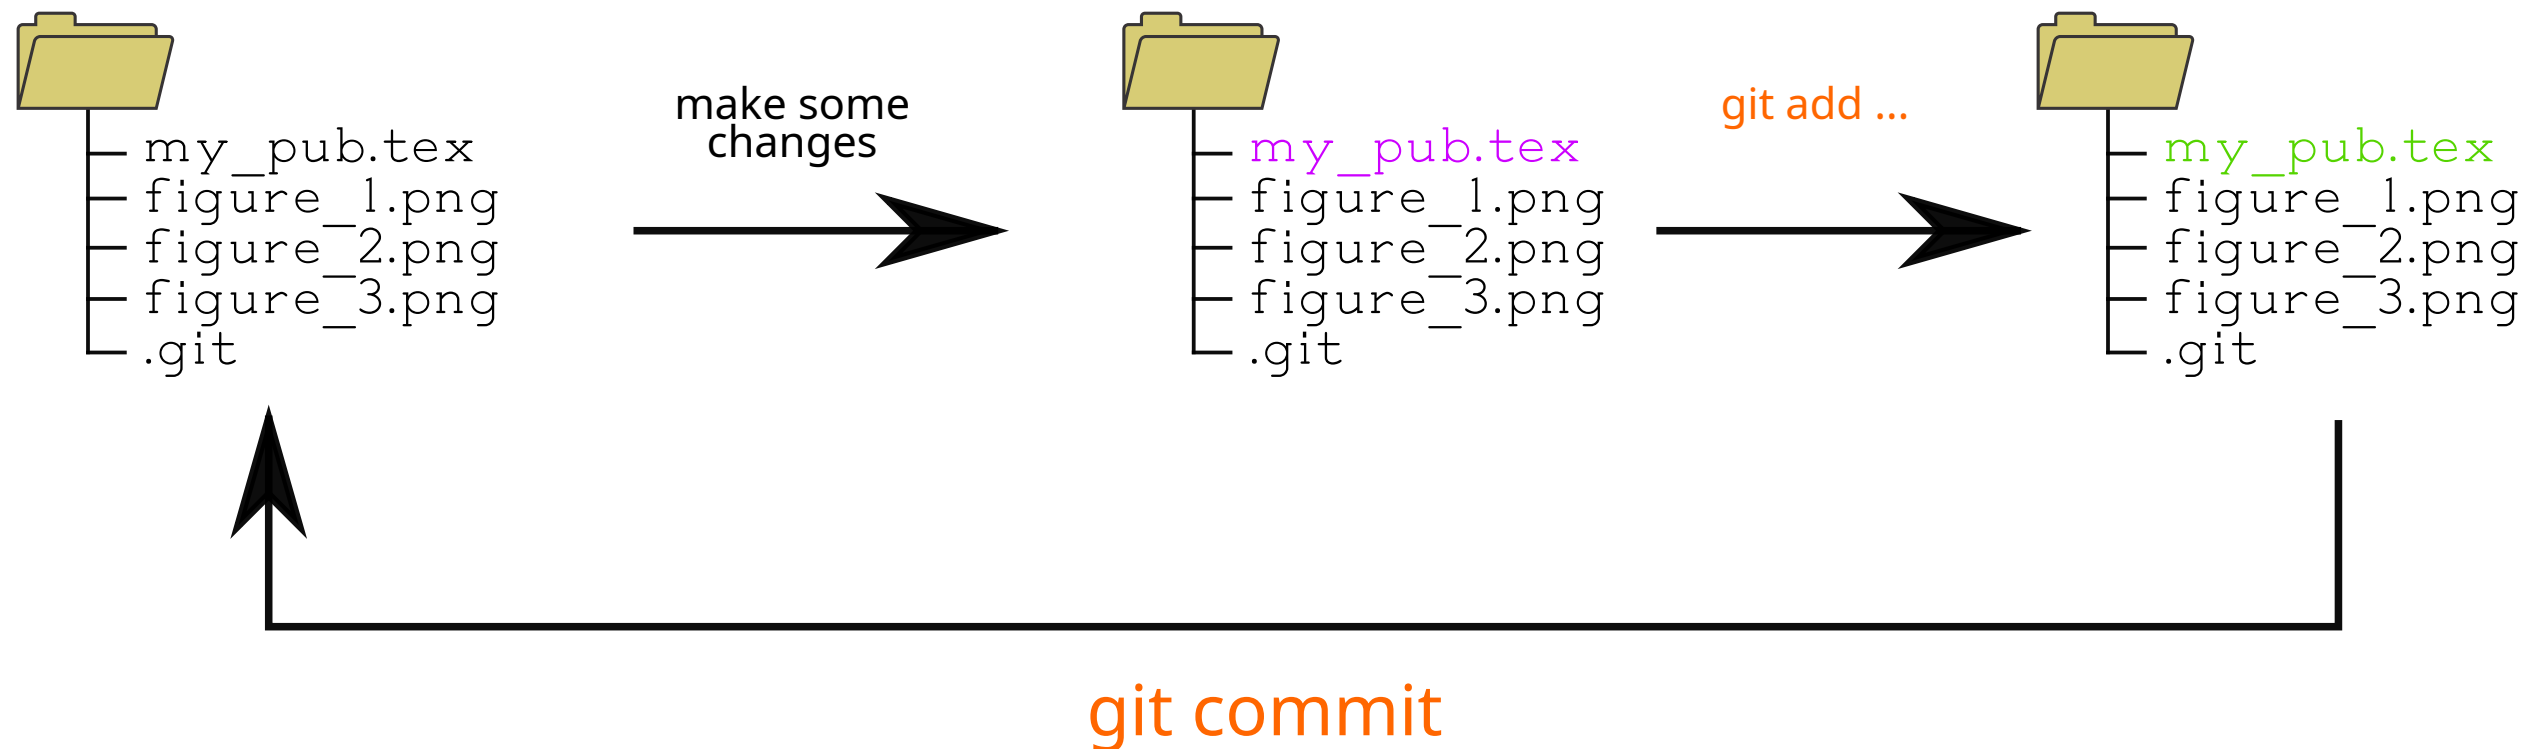 make some
changes
git add ...
my_pub.tex
figure_1.png
figure_2.png
figure_3.png
.git
my_pub.tex
figure_1.png
figure_2.png
figure_3.png
.git
my_pub.tex
figure_1.png
figure_2.png
figure_3.png
.git
git commit